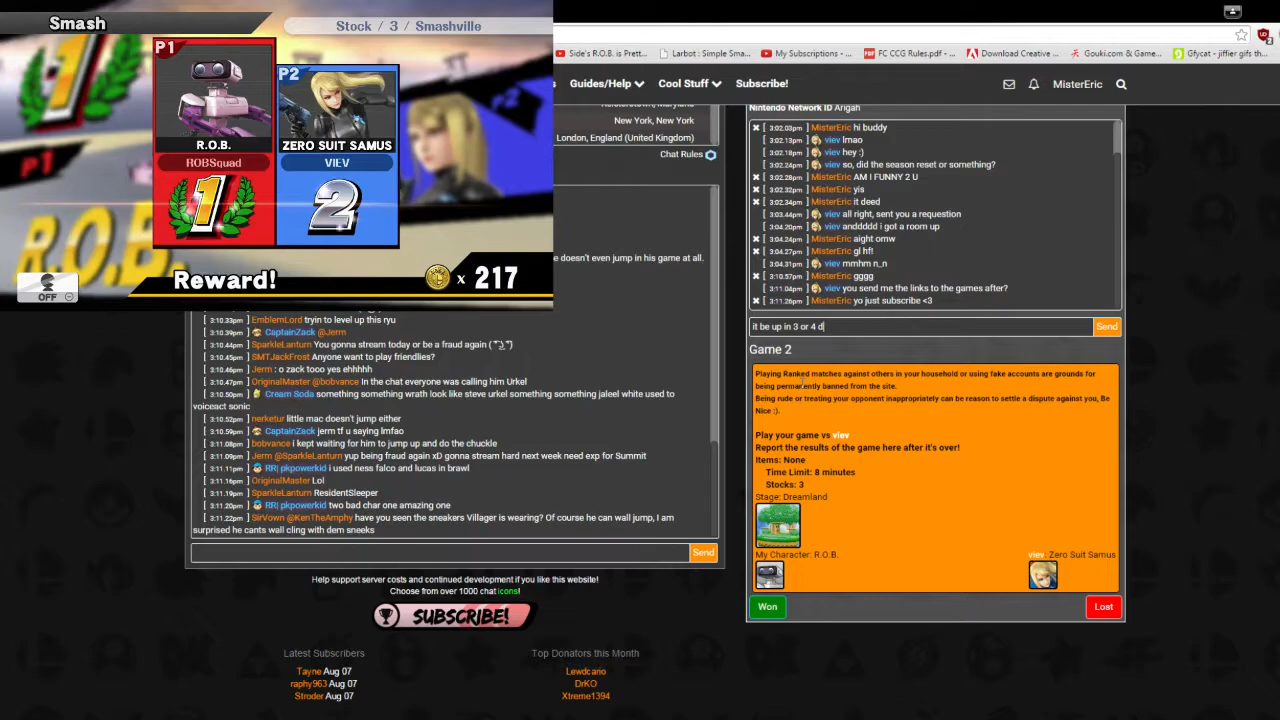 Smash
Stock / 3 / Smashville
P1
R.O.B.
ROBSquad
1
P2
ZERO SUIT SAMUS
VIEV
2
Reward!
x 217
OFF
Side's R.O.B. is Prett...
Larbot : Simple Sma...
My Subscriptions - ...
FC CCG Rules.pdf - ...
Download Creative ...
Gouki.com & Game...
Gfycat - jiffier gifs th...
Guides/Help
Cool Stuff
Subscribe!
MisterEric
New York, New York
London, England (United Kingdom)
Chat Rules
e doesn't even jump in his game at all.
[ 3:10.33pm ] EmblemLord tryin to level up this ryu
[ 3:10.39pm ] CaptainZack @Jerm
[ 3:10.44pm ] SparkleLanturn You gonna stream today or be a fraud again ( ͡° ͜ʖ ͡°)
[ 3:10.45pm ] SMTJackFrost Anyone want to play friendlies?
[ 3:10.45pm ] Jerm : o zack tooo yes ehhhhh
[ 3:10.47pm ] OriginalMaster @bobvance In the chat everyone was calling him Urkel
[ 3:10.50pm ] Cream Soda something something wrath look like steve urkel something something jaleel white used to
voiceact sonic
[ 3:10.52pm ] nerketur little mac doesn't jump either
[ 3:10.59pm ] CaptainZack jerm tf u saying lmfao
[ 3:11.08pm ] bobvance i kept waiting for him to jump up and do the chuckle
[ 3:11.09pm ] Jerm @SparkleLanturn yup being fraud again xD gonna stream hard next week need exp for Summit
[ 3:11.11pm ] RR| pkpowerkid i used ness falco and lucas in brawl
[ 3:11.16pm ] OriginalMaster Lol
[ 3:11.19pm ] SparkleLanturn ResidentSleeper
[ 3:11.20pm ] RR| pkpowerkid two bad char one amazing one
[ 3:11.22pm ] SirVown @KenTheAmphy have you seen the sneakers Villager is wearing? Of course he can wall jump, I am
surprised he cants wall cling with dem sneeks
Send
Help support server costs and continued development if you like this website!
Choose from over 1000 chat icons!
SUBSCRIBE!
Latest Subscribers
Tayne Aug 07
raphy963 Aug 07
Stroder Aug 07
Top Donators this Month
Lewdcario
DrKO
Xtreme1394
Nintendo Network ID Arigah
[ 3:02.03pm ] MisterEric hi buddy
[ 3:02.13pm ] viev lmao
[ 3:02.18pm ] viev hey :)
[ 3:02.24pm ] viev so, did the season reset or something?
[ 3:02.28pm ] MisterEric AM I FUNNY 2 U
[ 3:02.32pm ] MisterEric yis
[ 3:02.34pm ] MisterEric it deed
[ 3:03.44pm ] viev all right, sent you a requestion
[ 3:04.20pm ] viev anddddd i got a room up
[ 3:04.24pm ] MisterEric aight omw
[ 3:04.27pm ] MisterEric gl hf!
[ 3:04.31pm ] viev mmhm n_n
[ 3:10.57pm ] MisterEric gggg
[ 3:11.04pm ] viev you send me the links to the games after?
[ 3:11.26pm ] MisterEric yo just subscribe <3
it be up in 3 or 4 d
Send
Game 2
Playing Ranked matches against others in your household or using fake accounts are grounds for
being permanently banned from the site.
Being rude or treating your opponent inappropriately can be reason to settle a dispute against you, Be
Nice :).
Play your game vs viev
Report the results of the game here after it's over!
Items: None
Time Limit: 8 minutes
Stocks: 3
Stage: Dreamland
My Character: R.O.B.
viev: Zero Suit Samus
Won
Lost